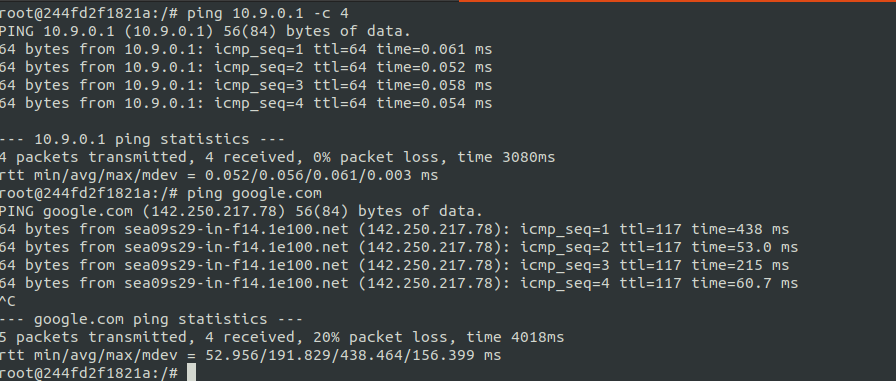 root@244fd2f1821a:/# ping 10.9.0.1 -c 4
PING 10.9.0.1 (10.9.0.1) 56(84) bytes of data.
64 bytes from 10.9.0.1: icmp_seq=1 ttl=64 time=0.061 ms
64 bytes from 10.9.0.1: icmp_seq=2 ttl=64 time=0.052 ms
64 bytes from 10.9.0.1: icmp_seq=3 ttl=64 time=0.058 ms
64 bytes from 10.9.0.1: icmp_seq=4 ttl=64 time=0.054 ms
--- 10.9.0.1 ping statistics ---
4 packets transmitted, 4 received, 0% packet loss, time 3080ms
rtt min/avg/max/mdev = 0.052/0.056/0.061/0.003 ms
root@244fd2f1821a:/# ping google.com
PING google.com (142.250.217.78) 56(84) bytes of data.
64 bytes from sea09s29-in-f14.1e100.net (142.250.217.78): icmp_seq=1 ttl=117 time=438 ms
64 bytes from sea09s29-in-f14.1e100.net (142.250.217.78): icmp_seq=2 ttl=117 time=53.0 ms
64 bytes from sea09s29-in-f14.1e100.net (142.250.217.78): icmp_seq=3 ttl=117 time=215 ms
64 bytes from sea09s29-in-f14.1e100.net (142.250.217.78): icmp_seq=4 ttl=117 time=60.7 ms
^C
--- google.com ping statistics ---
5 packets transmitted, 4 received, 20% packet loss, time 4018ms
rtt min/avg/max/mdev = 52.956/191.829/438.464/156.399 ms
root@244fd2f1821a:/#